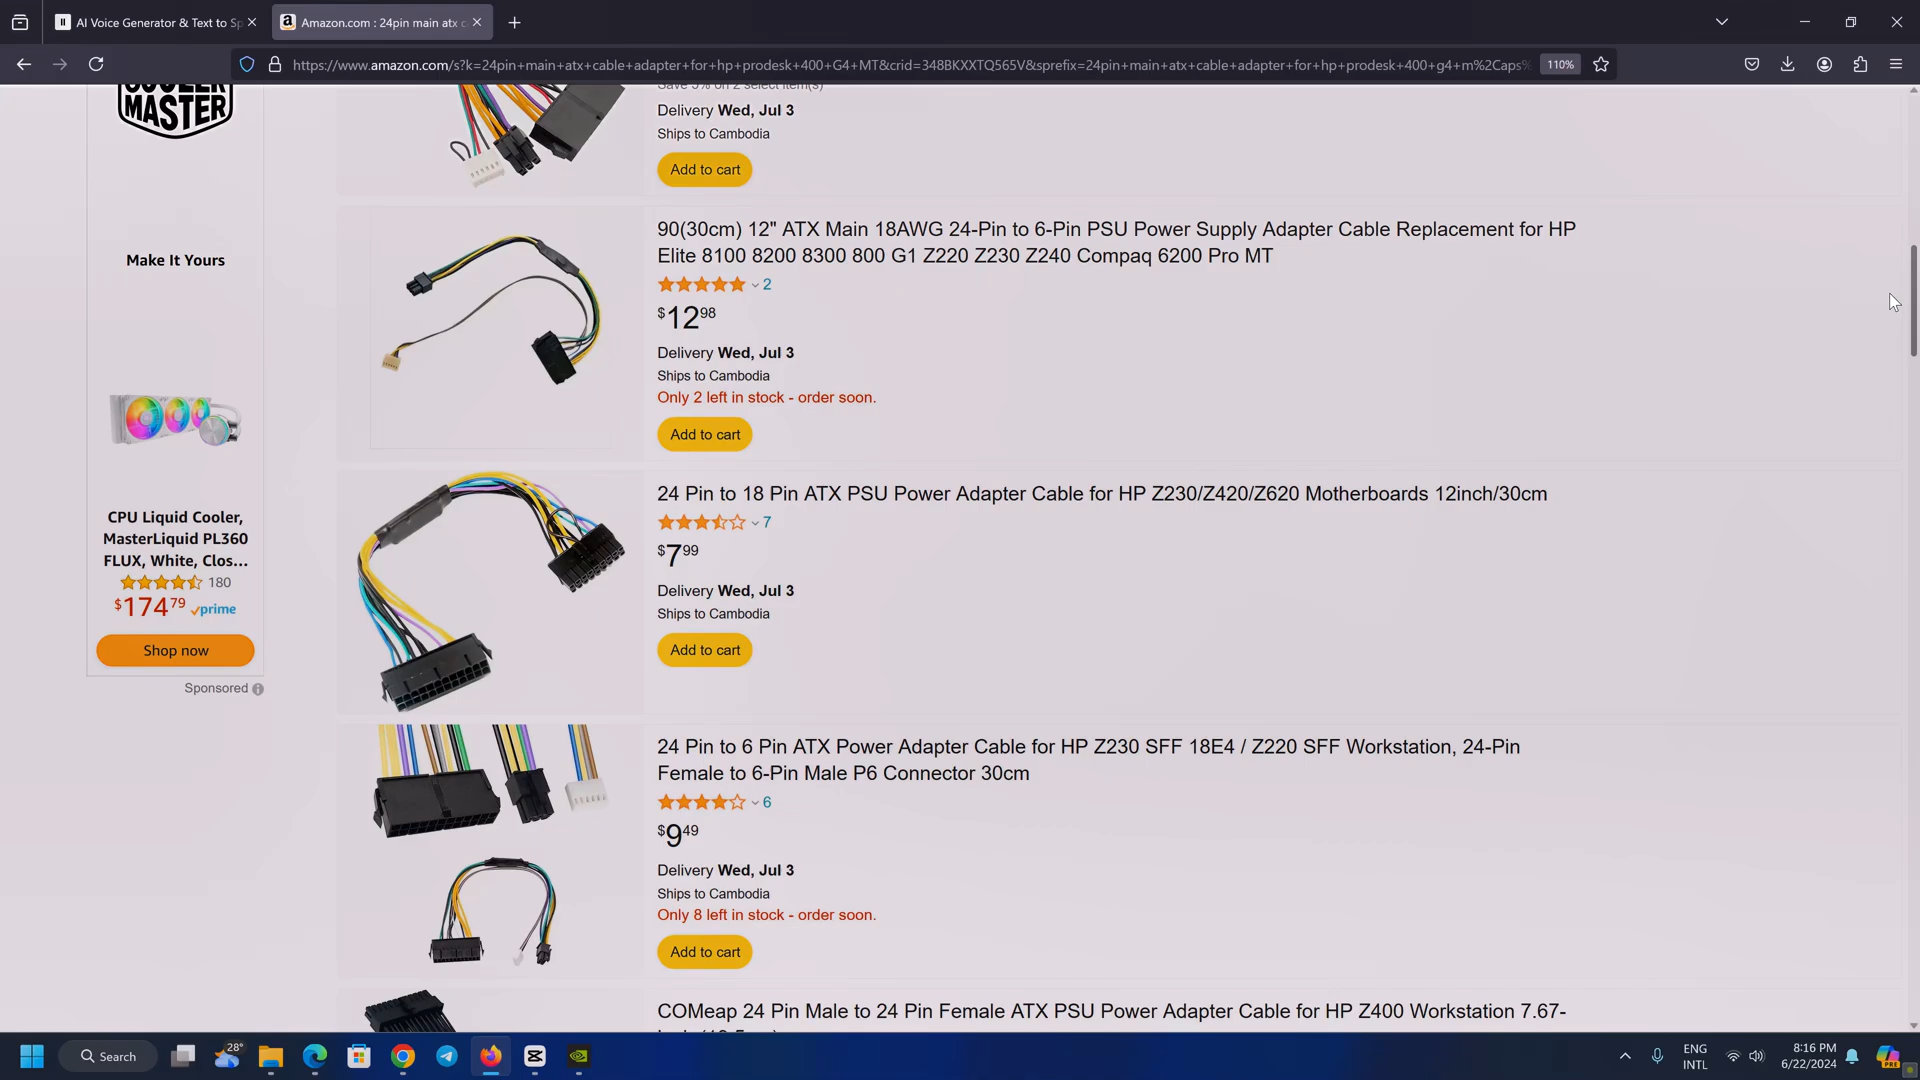 AI Voice Generator & Text to Sp
Amazon.com : 24pin main atx c
https://www.amazon.com/s?k=24pin+main+atx+cable+adapter+for+hp+prodesk+400+G4+MT&crid=348BKXXTQ565V&sprefix=24pin+main+atx+cable+adapter+for+hp+prodesk+400+g4+m%2Caps%
110%
COOLER
MASTER
Make It Yours
CPU Liquid Cooler,
MasterLiquid PL360
FLUX, White, Clos...
180
$174 79 prime
Shop now
Sponsored
Save 5% on 2 select item(s)
Delivery Wed, Jul 3
Ships to Cambodia
Add to cart
90(30cm) 12" ATX Main 18AWG 24-Pin to 6-Pin PSU Power Supply Adapter Cable Replacement for HP
Elite 8100 8200 8300 800 G1 Z220 Z230 Z240 Compaq 6200 Pro MT
2
$12 98
Delivery Wed, Jul 3
Ships to Cambodia
Only 2 left in stock - order soon.
Add to cart
24 Pin to 18 Pin ATX PSU Power Adapter Cable for HP Z230/Z420/Z620 Motherboards 12inch/30cm
7
$7 99
Delivery Wed, Jul 3
Ships to Cambodia
Add to cart
24 Pin to 6 Pin ATX Power Adapter Cable for HP Z230 SFF 18E4 / Z220 SFF Workstation, 24-Pin
Female to 6-Pin Male P6 Connector 30cm
6
$9 49
Delivery Wed, Jul 3
Ships to Cambodia
Only 8 left in stock - order soon.
Add to cart
COMeap 24 Pin Male to 24 Pin Female ATX PSU Power Adapter Cable for HP Z400 Workstation 7.67-
28°
Search
ENG
INTL
8:16 PM
6/22/2024
PRE